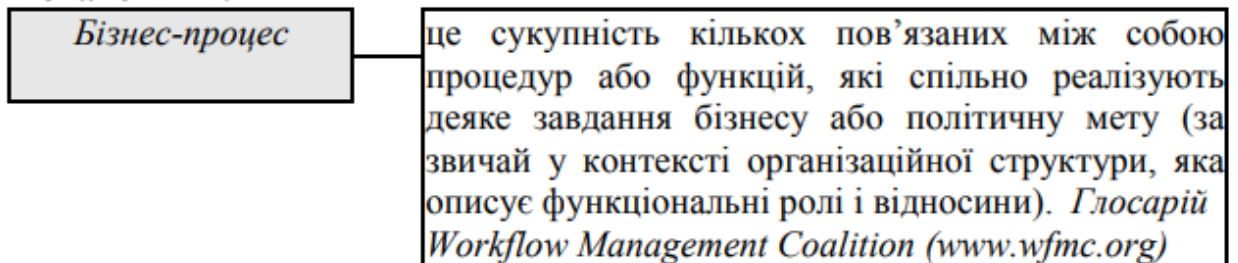 Бізнес-процес
це сукупність кількох пов’язаних між собою
процедур або функцій, які спільно реалізують
деяке завдання бізнесу або політичну мету (за
звичай у контексті організаційної структури, яка
описує функціональні ролі і відносини). Глосарій
Workflow Management Coalition (www.wfmc.org)